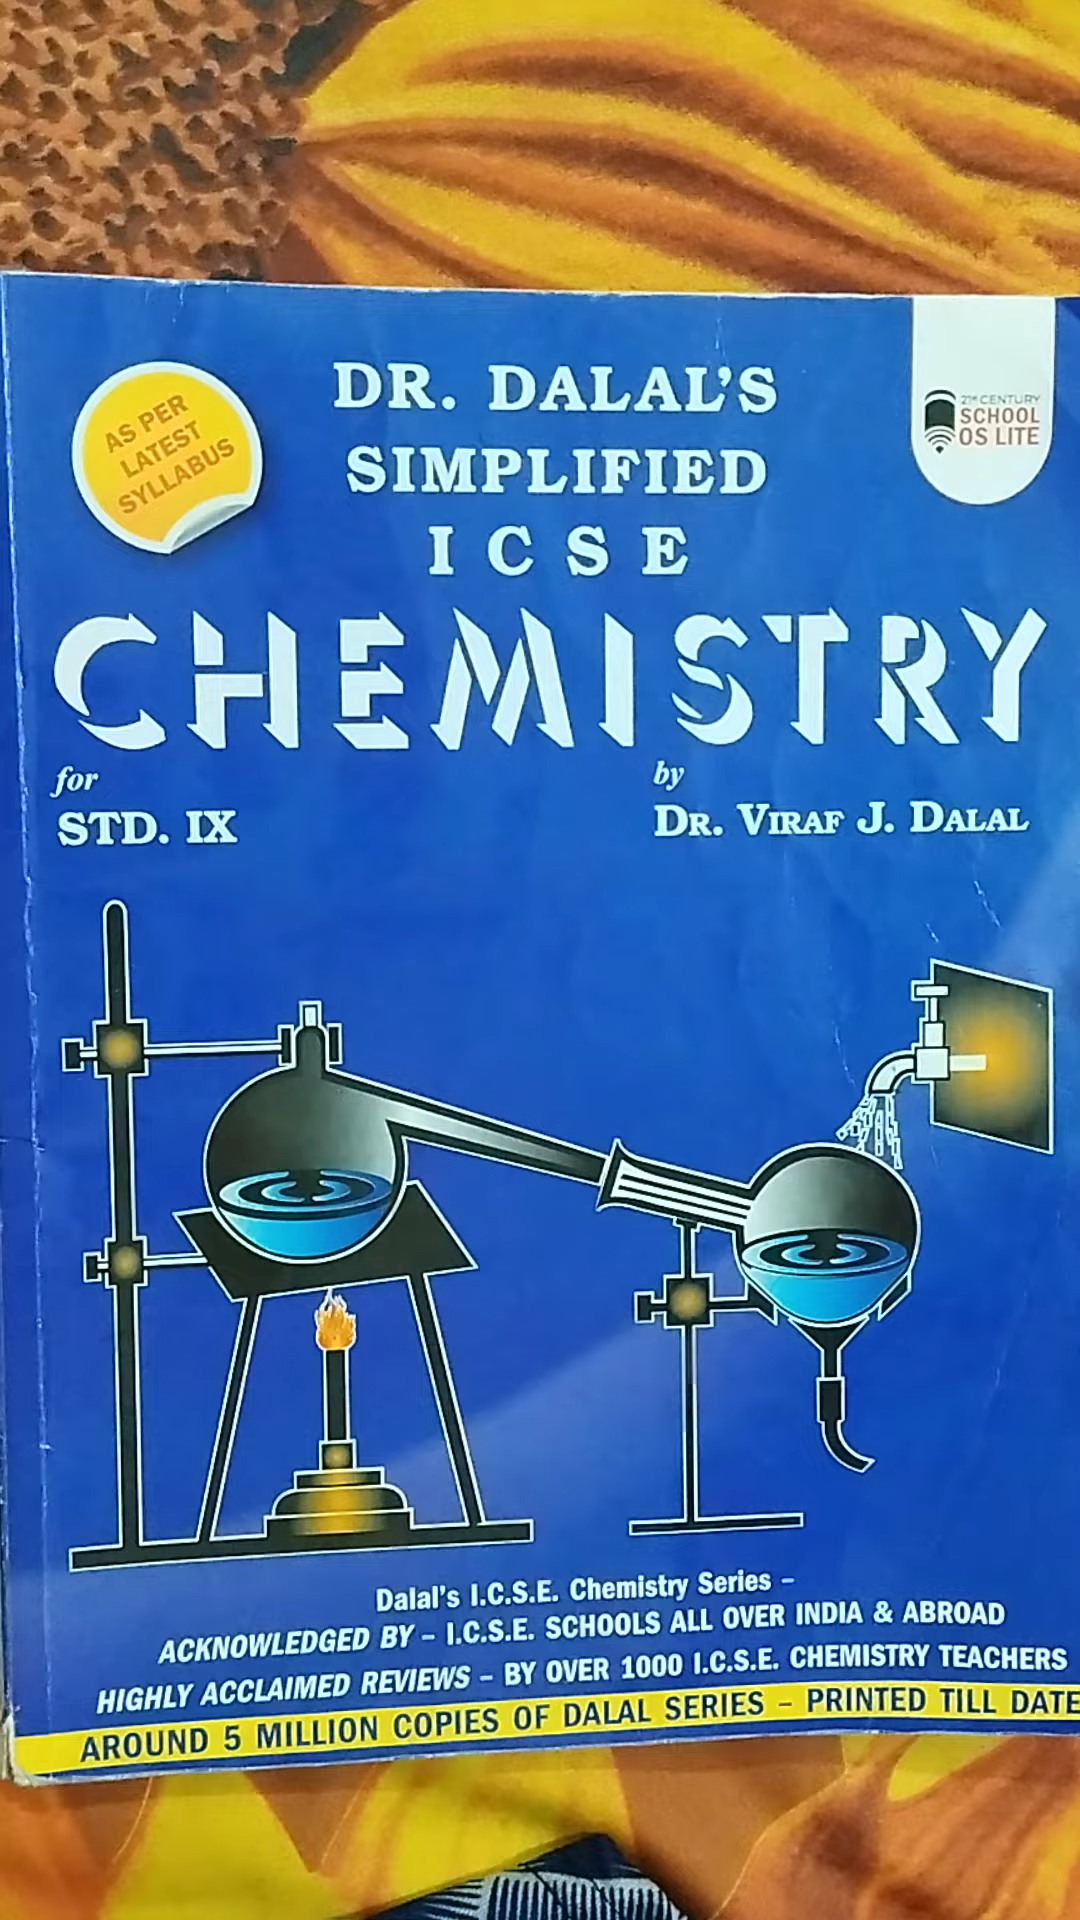 AS PER
LATEST
SYLLABUS
DR. DALAL'S
SIMPLIFIED
ICSE
21st CENTURY
SCHOOL
OS LITE
CHEMISTRY
for
STD. IX
by
DR. VIRAF J. DALAL
Dalal's I.C.S.E. Chemistry Series –
ACKNOWLEDGED BY – I.C.S.E. SCHOOLS ALL OVER INDIA & ABROAD
HIGHLY ACCLAIMED REVIEWS – BY OVER 1000 I.C.S.E. CHEMISTRY TEACHERS
AROUND 5 MILLION COPIES OF DALAL SERIES – PRINTED TILL DATE